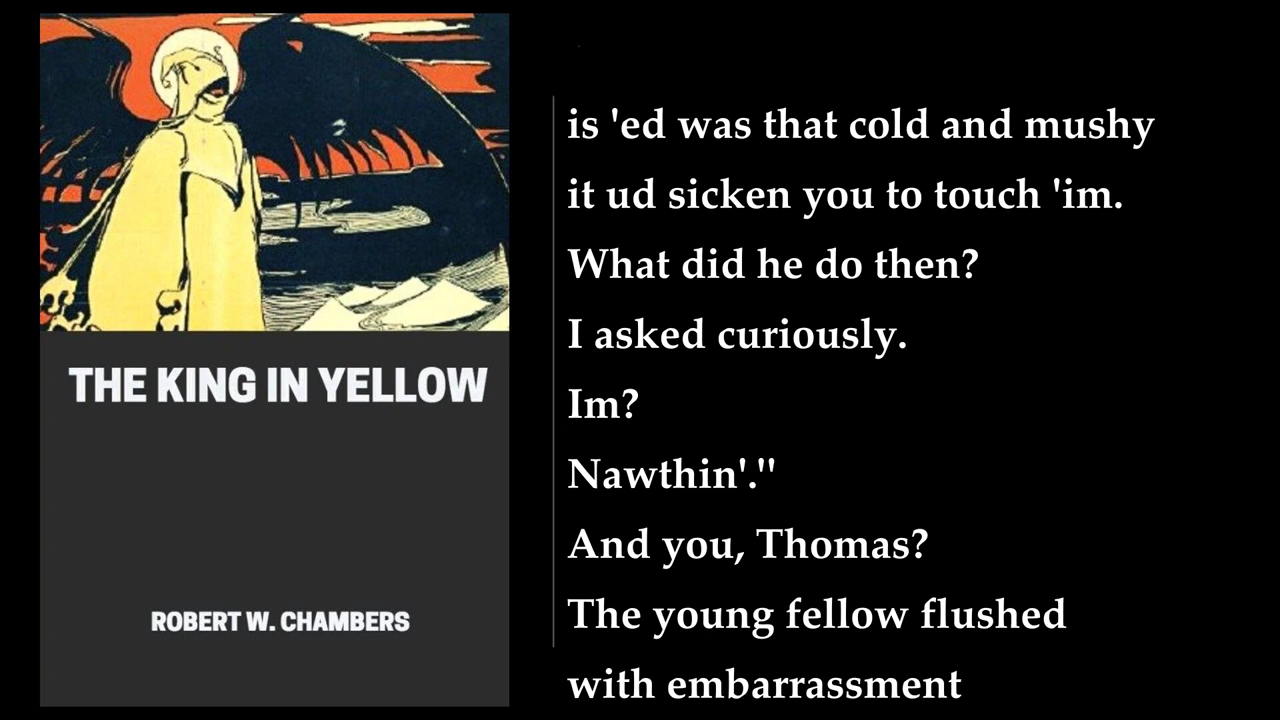 THE KING IN YELLOW
ROBERT W. CHAMBERS
is 'ed was that cold and mushy
it ud sicken you to touch 'im.
What did he do then?
I asked curiously.
Im?
Nawthin'."
And you, Thomas?
The young fellow flushed
with embarrassment